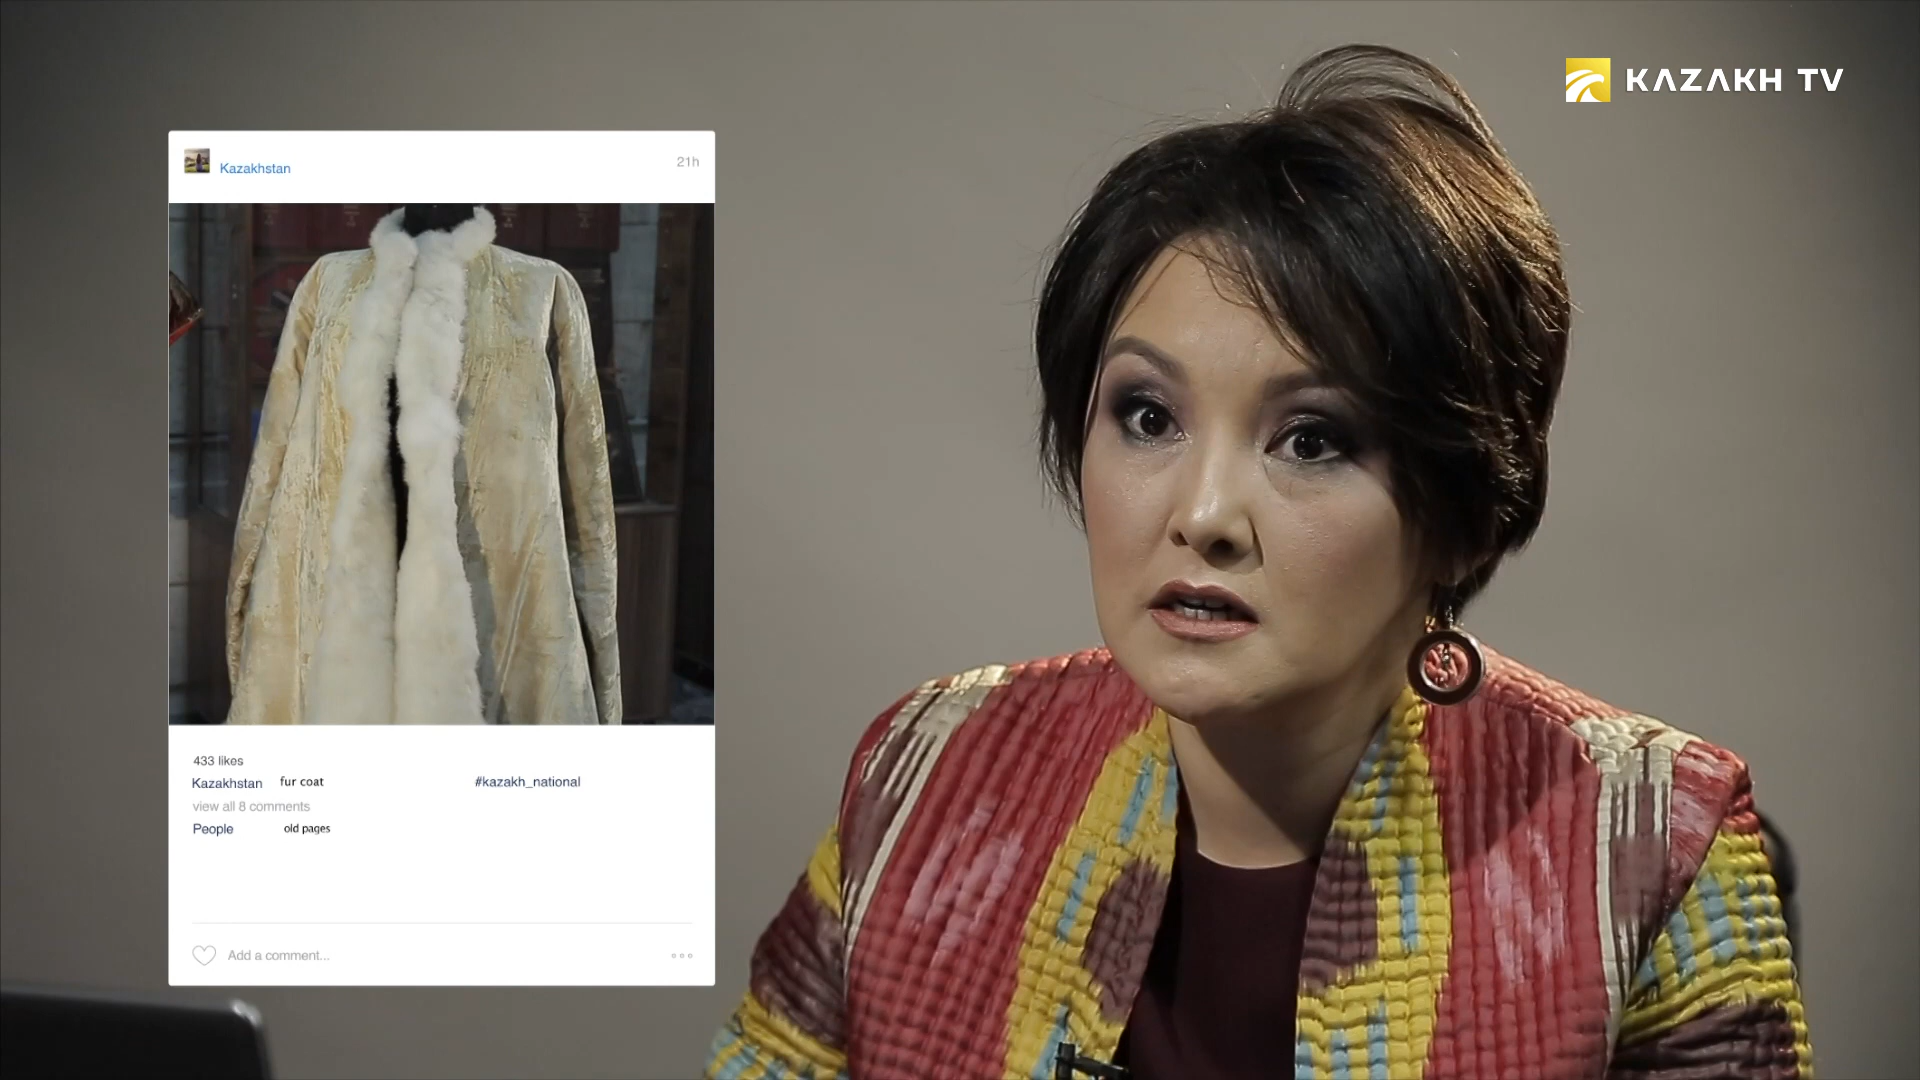 KAZAKH TV
Kazakhstan 21h
433 likes
Kazakhstan fur coat #kazakh_national
view all 8 comments
People old pages
Add a comment...